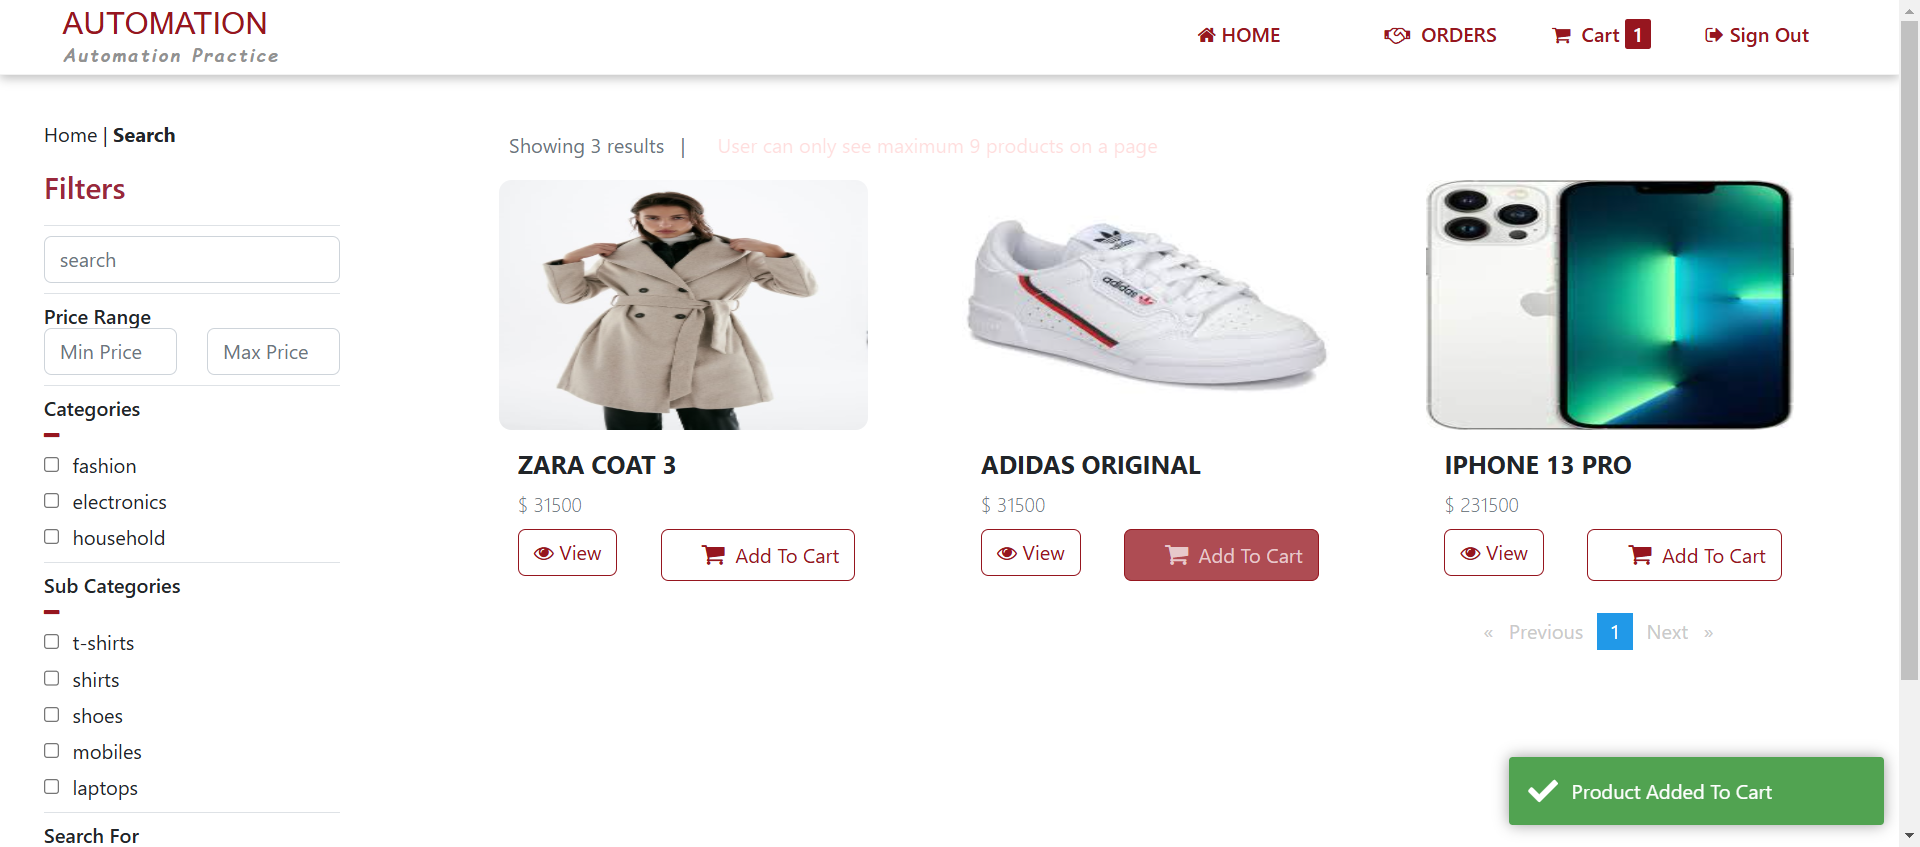 AUTOMATION
Automation Practice
HOME
ORDERS
Cart 1
Sign Out
Home | Search
Filters
search
Price Range
Min Price
Max Price
Categories
fashion
electronics
household
Sub Categories
t-shirts
shirts
shoes
mobiles
laptops
Search For
Showing 3 results |
User can only see maximum 9 products on a page
adidas
adidas
ZARA COAT 3
$ 31500
View
Add To Cart
ADIDAS ORIGINAL
$ 31500
View
Add To Cart
IPHONE 13 PRO
$ 231500
View
Add To Cart
« Previous 1 Next »
Product Added To Cart